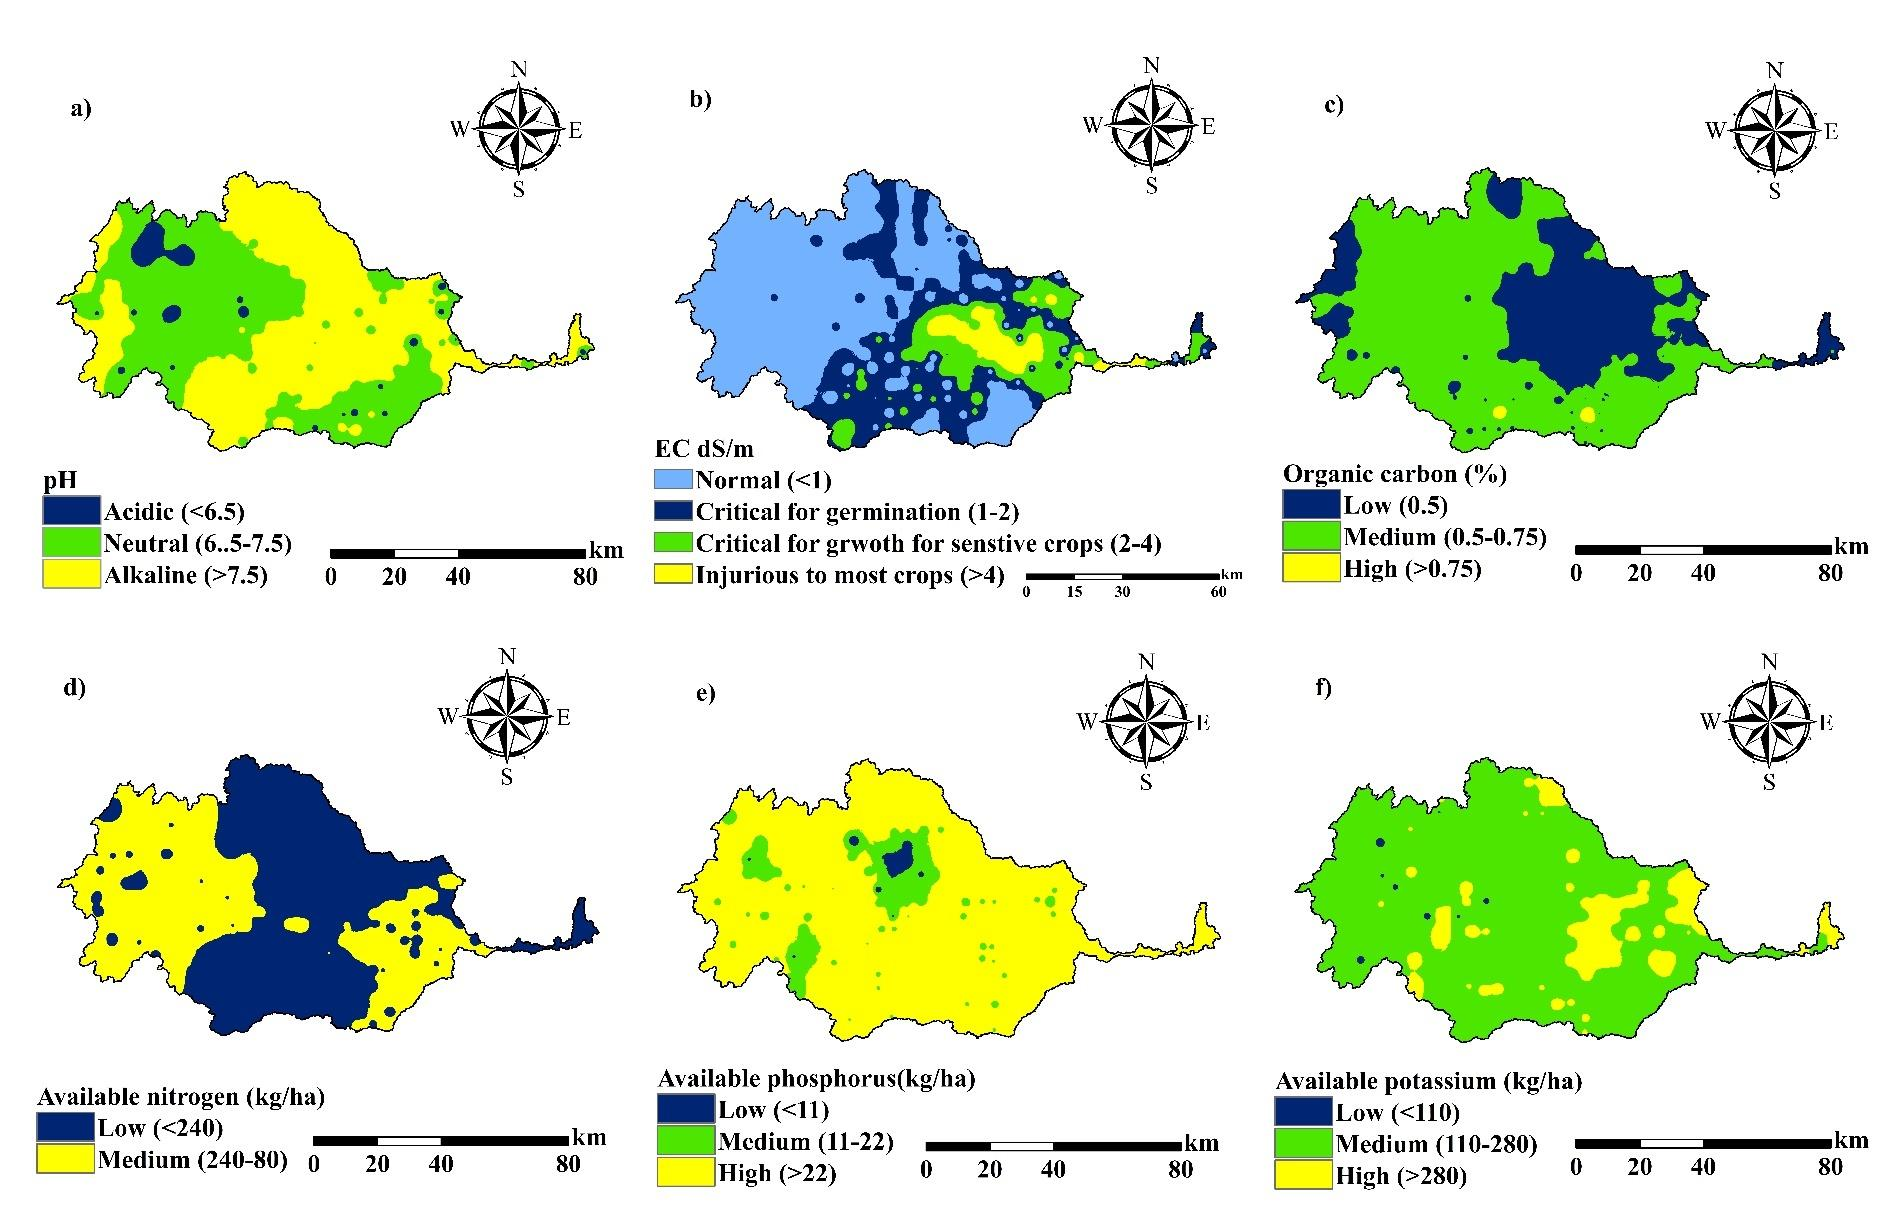 a)
N
W E
S
b)
N
W E
S
c)
N
W E
S
pH
Acidic (<6.5)
Neutral (6..5-7.5)
Alkaline (>7.5)
km
0 20 40 80
EC dS/m
Normal (<1)
Critical for germination (1-2)
Critical for grwoth for senstive crops (2-4)
Injurious to most crops (>4)
km
0 15 30 60
Organic carbon (%)
Low (0.5)
Medium (0.5-0.75)
High (>0.75)
km
0 20 40 80
d)
N
W E
S
e)
N
W E
S
f)
N
W E
S
Available nitrogen (kg/ha)
Low (<240)
Medium (240-80)
km
0 20 40 80
Available phosphorus(kg/ha)
Low (<11)
Medium (11-22)
High (>22)
km
0 20 40 80
Available potassium (kg/ha)
Low (<110)
Medium (110-280)
High (>280)
km
0 20 40 80